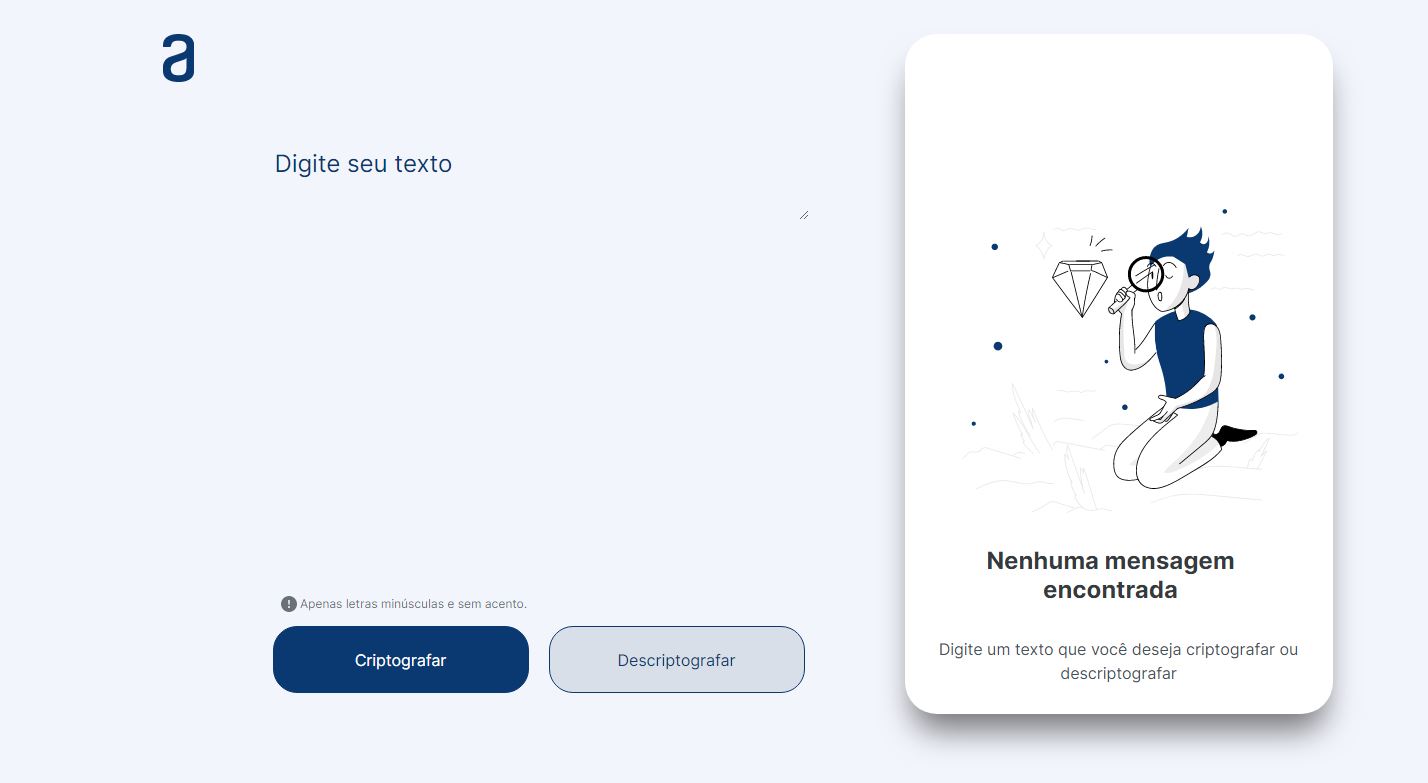 a
Digite seu texto
Apenas letras minúsculas e sem acento.
Criptografar
Descriptografar
Nenhuma mensagem
encontrada
Digite um texto que você deseja criptografar ou
descriptografar